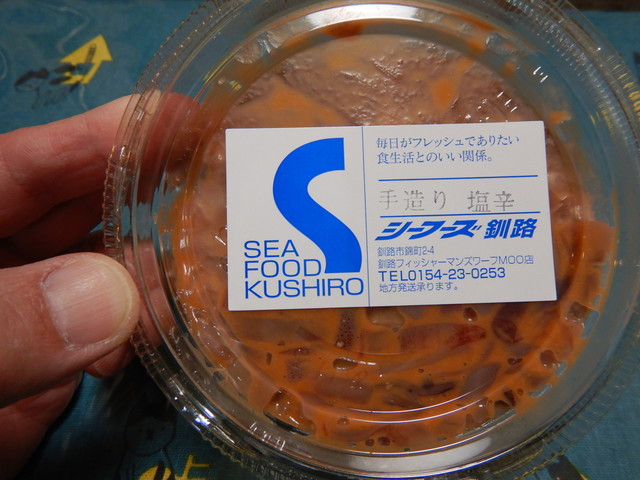 SEA
FOOD
KUSHIRO
毎日がフレッシュでありたい
食生活とのいい関係。
手造り 塩辛
シーフーズ釧路
釧路市錦町2-4
釧路フィッシャーマンズワーフMOO店
TEL0154-23-0253
地方発送承ります。